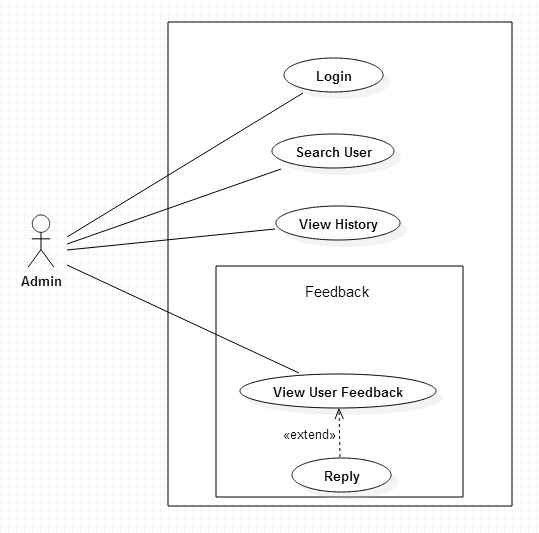 Login
Search User
View History
Admin
Feedback
View User Feedback
«extend»
Reply